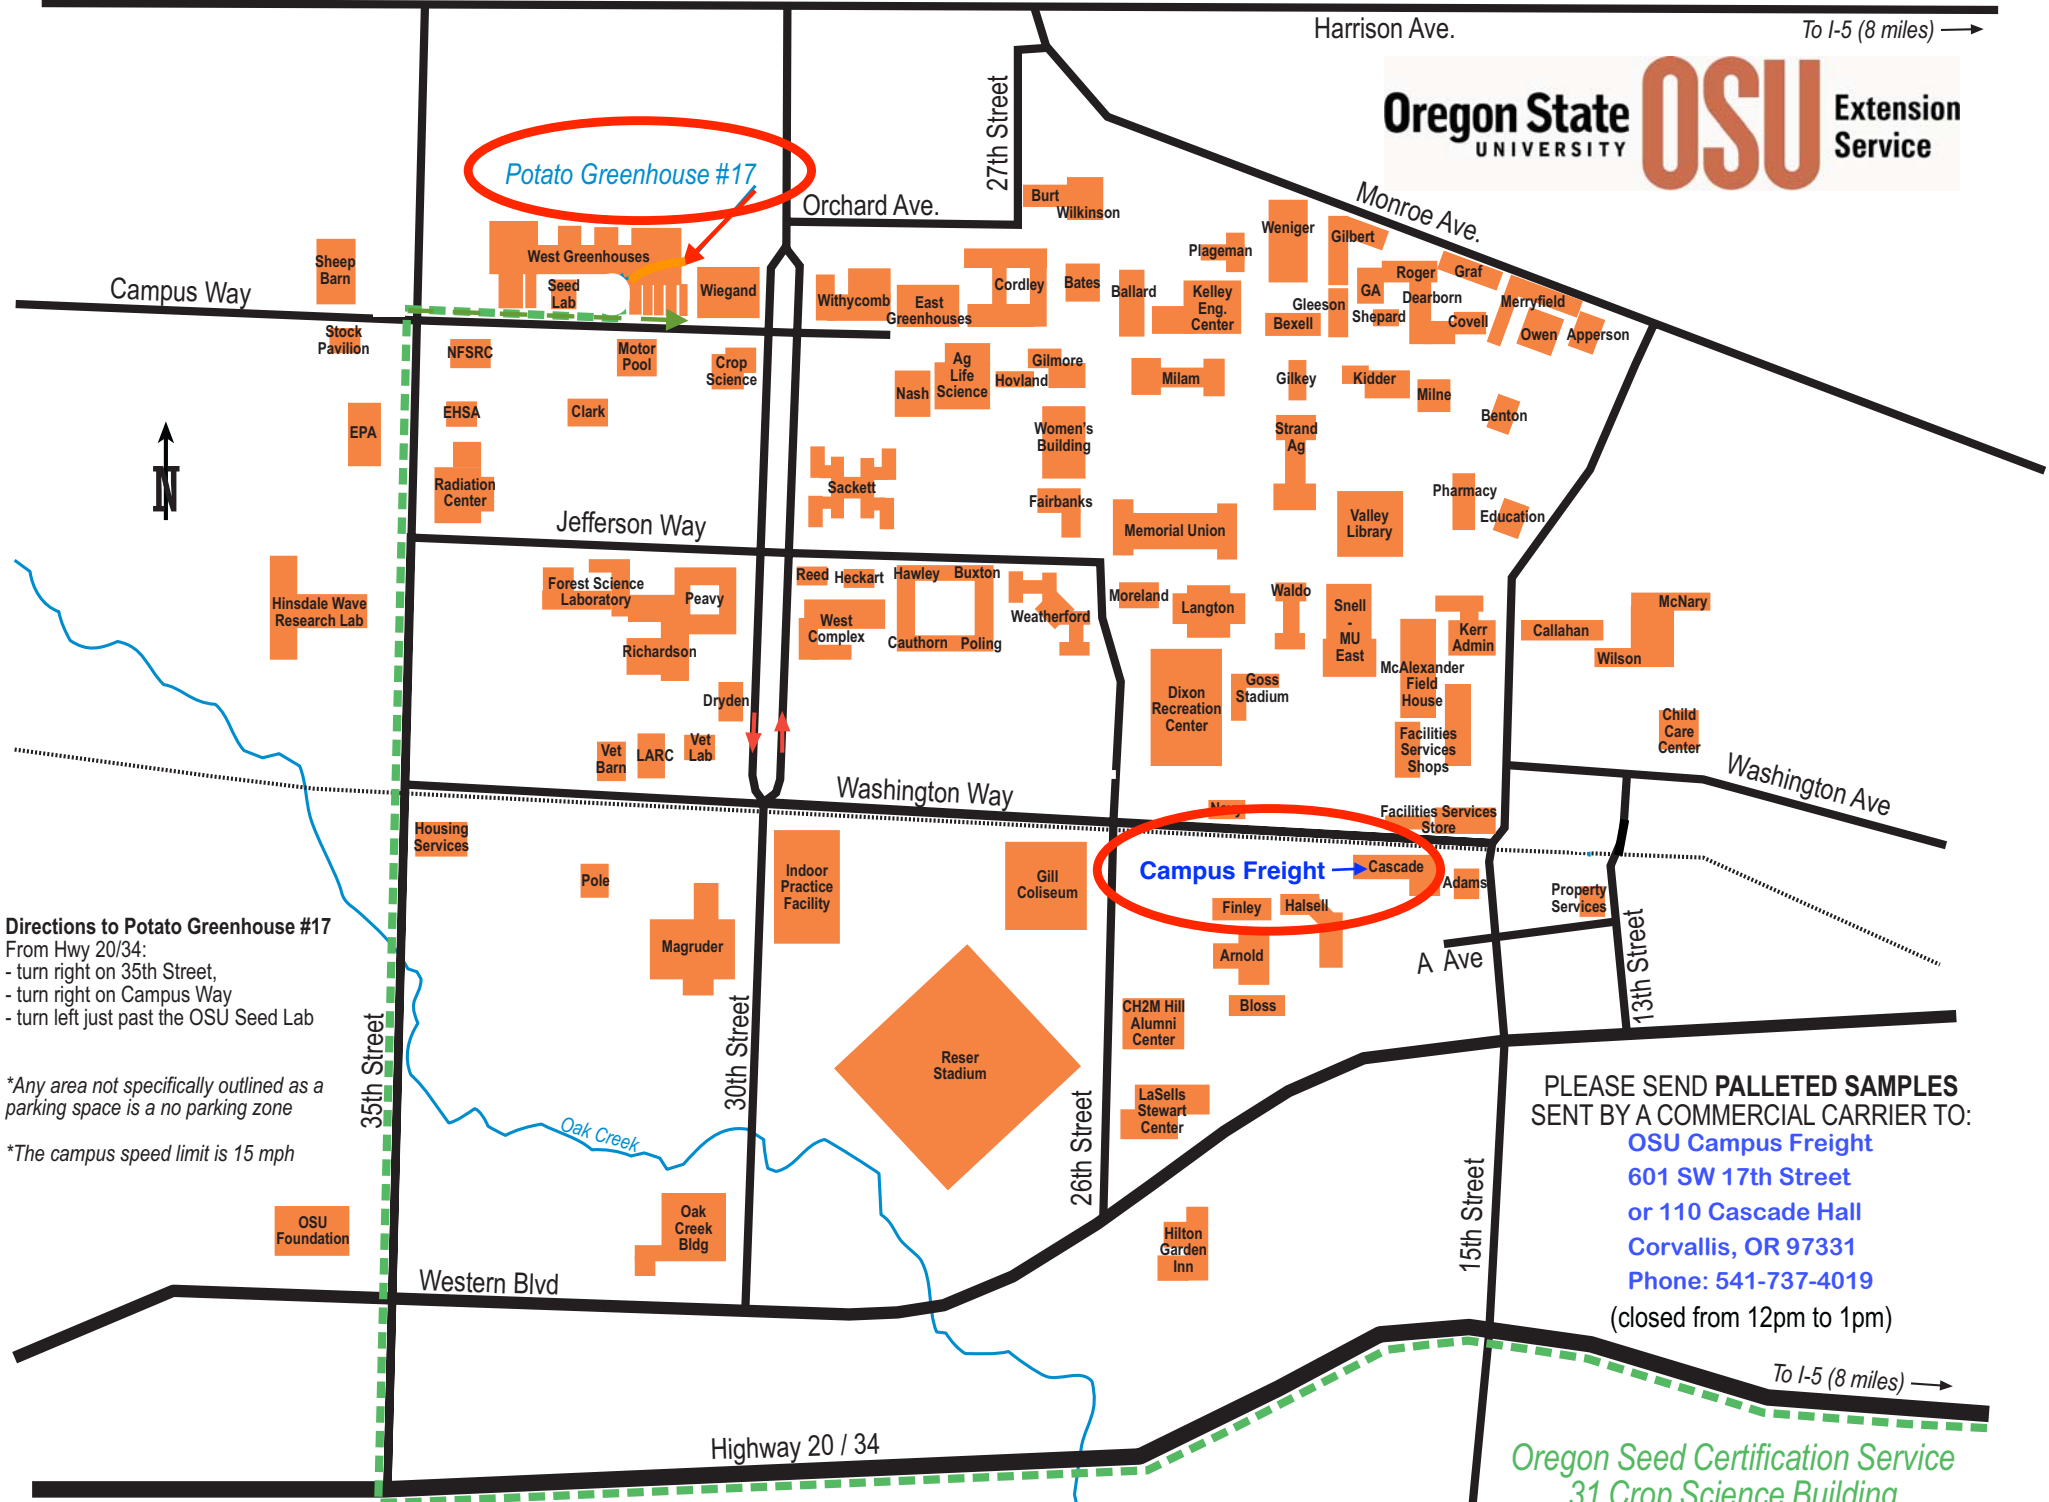 Harrison Ave.
To I-5 (8 miles)
Oregon State
UNIVERSITY
OSU
Extension
Service
27th Street
Potato Greenhouse #17
Orchard Ave.
Monroe Ave.
Burt
Wilkinson
Weniger
Gilbert
Plageman
Sheep
Barn
West Greenhouses
Seed
Lab
Wiegand
Withycomb
East
Greenhouses
Cordley
Bates
Ballard
Kelley
Eng.
Center
Gleeson
Bexell
GA
Shepard
Roger
Dearborn
Graf
Covell
Merryfield
Owen
Apperson
Campus Way
Stock
Pavilion
NFSRC
Motor
Pool
Crop
Science
Nash
Ag
Life
Science
Hovland
Gilmore
Milam
Gilkey
Kidder
Milne
Benton
EPA
EHSA
Clark
Women's
Building
Strand
Ag
N
Radiation
Center
Sackett
Fairbanks
Memorial Union
Valley
Library
Pharmacy
Education
Jefferson Way
Hinsdale Wave
Research Lab
Forest Science
Laboratory
Peavy
Richardson
Reed
Heckart
Hawley
Buxton
West
Complex
Cauthorn
Poling
Weatherford
Moreland
Langton
Waldo
Snell
-
MU
East
Kerr
Admin
McAlexander
Field
House
Callahan
McNary
Wilson
Dryden
Dixon
Recreation
Center
Goss
Stadium
Facilities
Services
Shops
Child
Care
Center
Vet
Barn
LARC
Vet
Lab
Washington Way
Washington Ave
Navy
Facilities Services
Store
Housing
Services
Pole
Indoor
Practice
Facility
Gill
Coliseum
Campus Freight
Cascade
Adams
Property
Services
Finley
Halsell
Magruder
Arnold
A Ave
13th Street
Bloss
CH2M Hill
Alumni
Center
Directions to Potato Greenhouse #17
From Hwy 20/34:
- turn right on 35th Street,
- turn right on Campus Way
- turn left just past the OSU Seed Lab
35th Street
30th Street
Reser
Stadium
*Any area not specifically outlined as a
parking space is a no parking zone
*The campus speed limit is 15 mph
Oak Creek
LaSells
Stewart
Center
26th Street
15th Street
PLEASE SEND PALLETED SAMPLES
SENT BY A COMMERCIAL CARRIER TO:
OSU Campus Freight
601 SW 17th Street
or 110 Cascade Hall
Corvallis, OR 97331
Phone: 541-737-4019
(closed from 12pm to 1pm)
OSU
Foundation
Oak
Creek
Bldg
Hilton
Garden
Inn
Western Blvd
To I-5 (8 miles)
Highway 20 / 34
Oregon Seed Certification Service
31 Crop Science Building